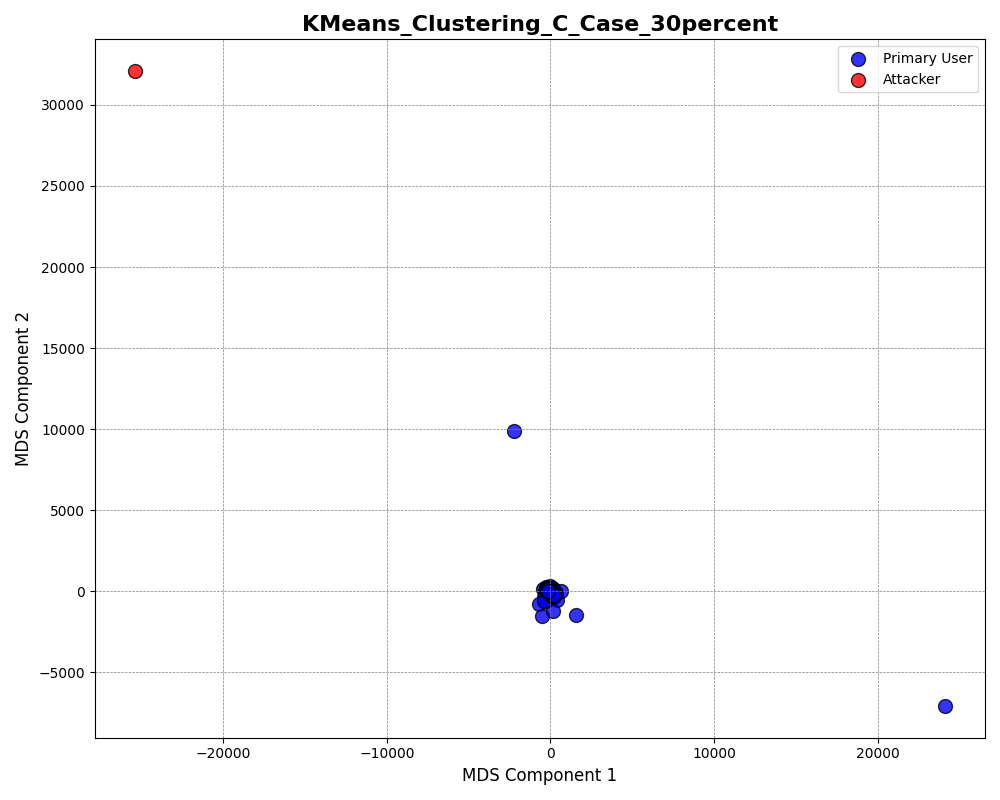 KMeans_Clustering_C_Case_30percent
Primary User
Attacker
30000
25000
20000
15000
10000
5000
0
−5000
MDS Component 2
−20000
−10000
0
10000
20000
MDS Component 1